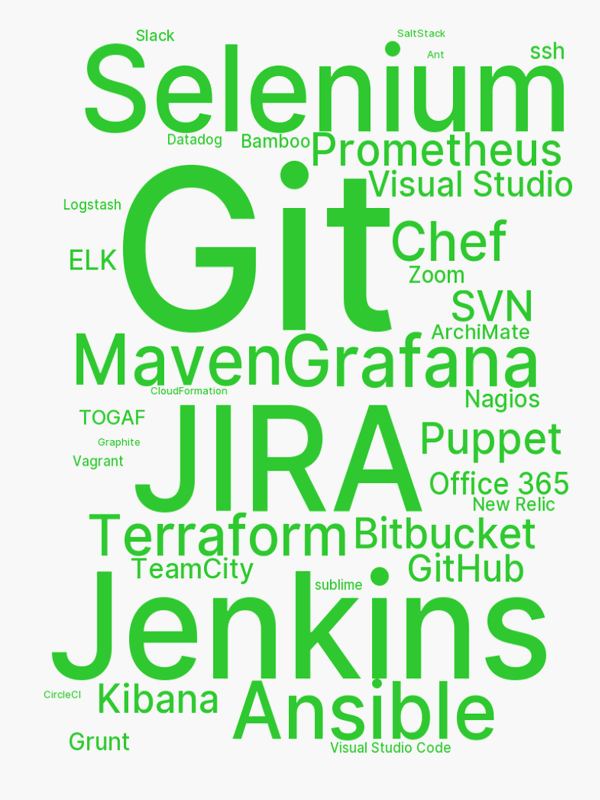 Slack
SaltStack
Ant
ssh
Selenium
Datadog
Bamboo
Prometheus
Visual Studio
Logstash
Git
ELK
Chef
Zoom
SVN
ArchiMate
Maven
Grafana
CloudFormation
Nagios
TOGAF
JIRA
Graphite
Puppet
Vagrant
Office 365
New Relic
Terraform
Bitbucket
TeamCity
GitHub
sublime
Jenkins
CircleCI
Kibana
Ansible
Grunt
Visual Studio Code